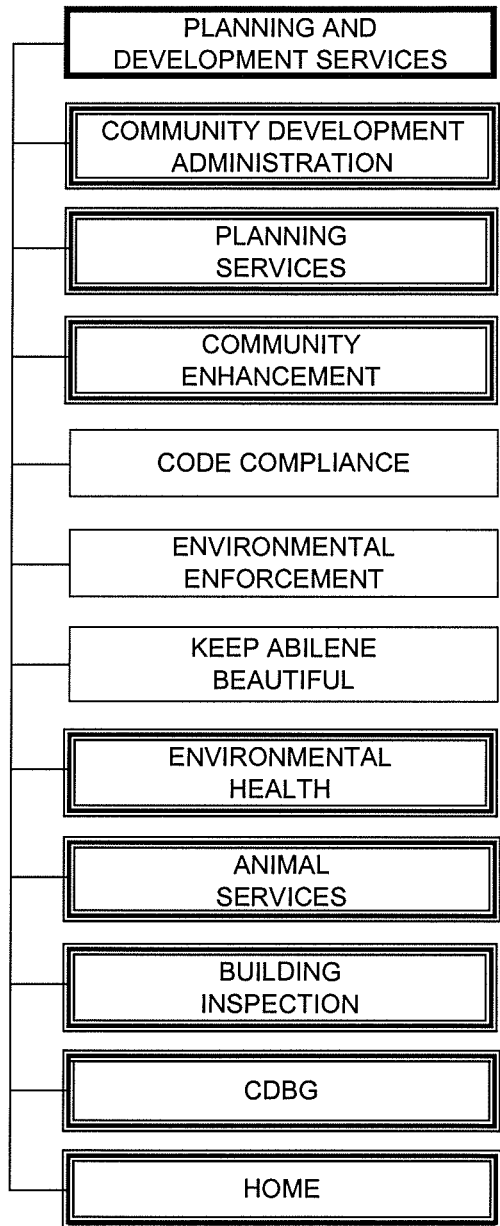 PLANNING AND
DEVELOPMENT SERVICES
COMMUNITY DEVELOPMENT
ADMINISTRATION
PLANNING
SERVICES
COMMUNITY
ENHANCEMENT
CODE COMPLIANCE
ENVIRONMENTAL
ENFORCEMENT
KEEP ABILENE
BEAUTIFUL
ENVIRONMENTAL
HEALTH
ANIMAL
SERVICES
BUILDING
INSPECTION
CDBG
HOME